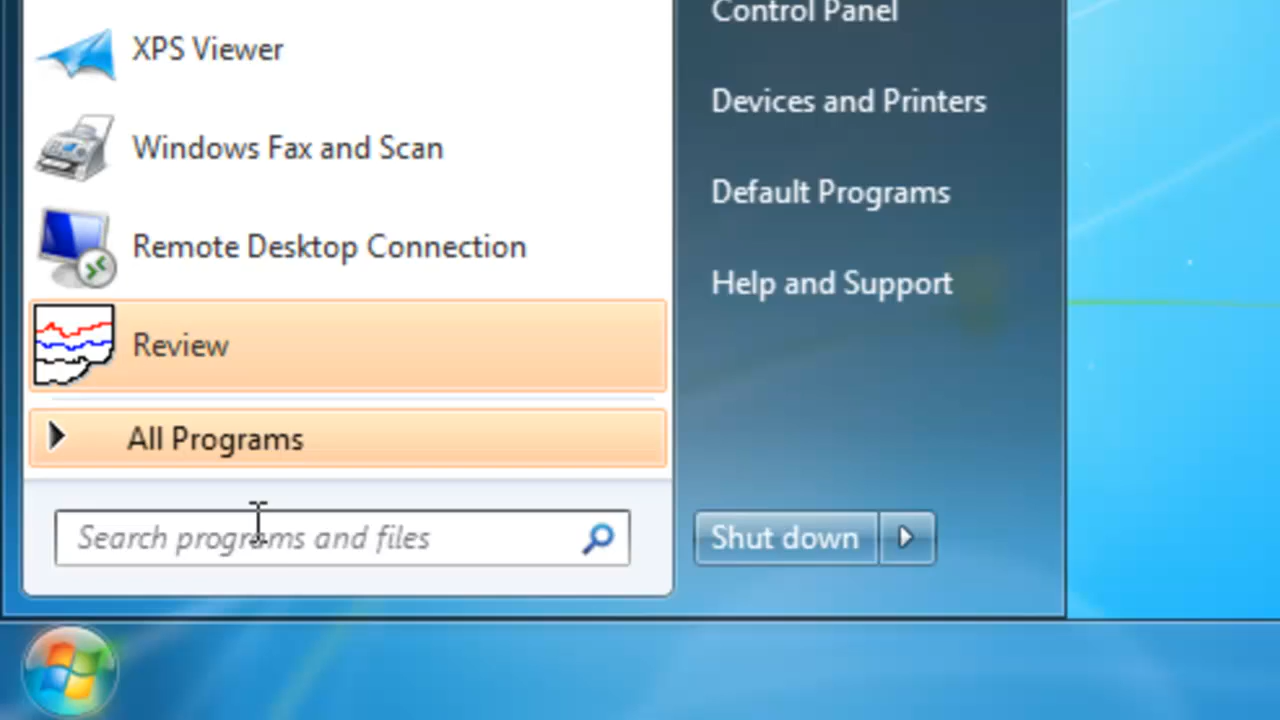 XPS Viewer
Windows Fax and Scan
Remote Desktop Connection
Review
All Programs
Search programs and files
Control Panel
Devices and Printers
Default Programs
Help and Support
Shut down